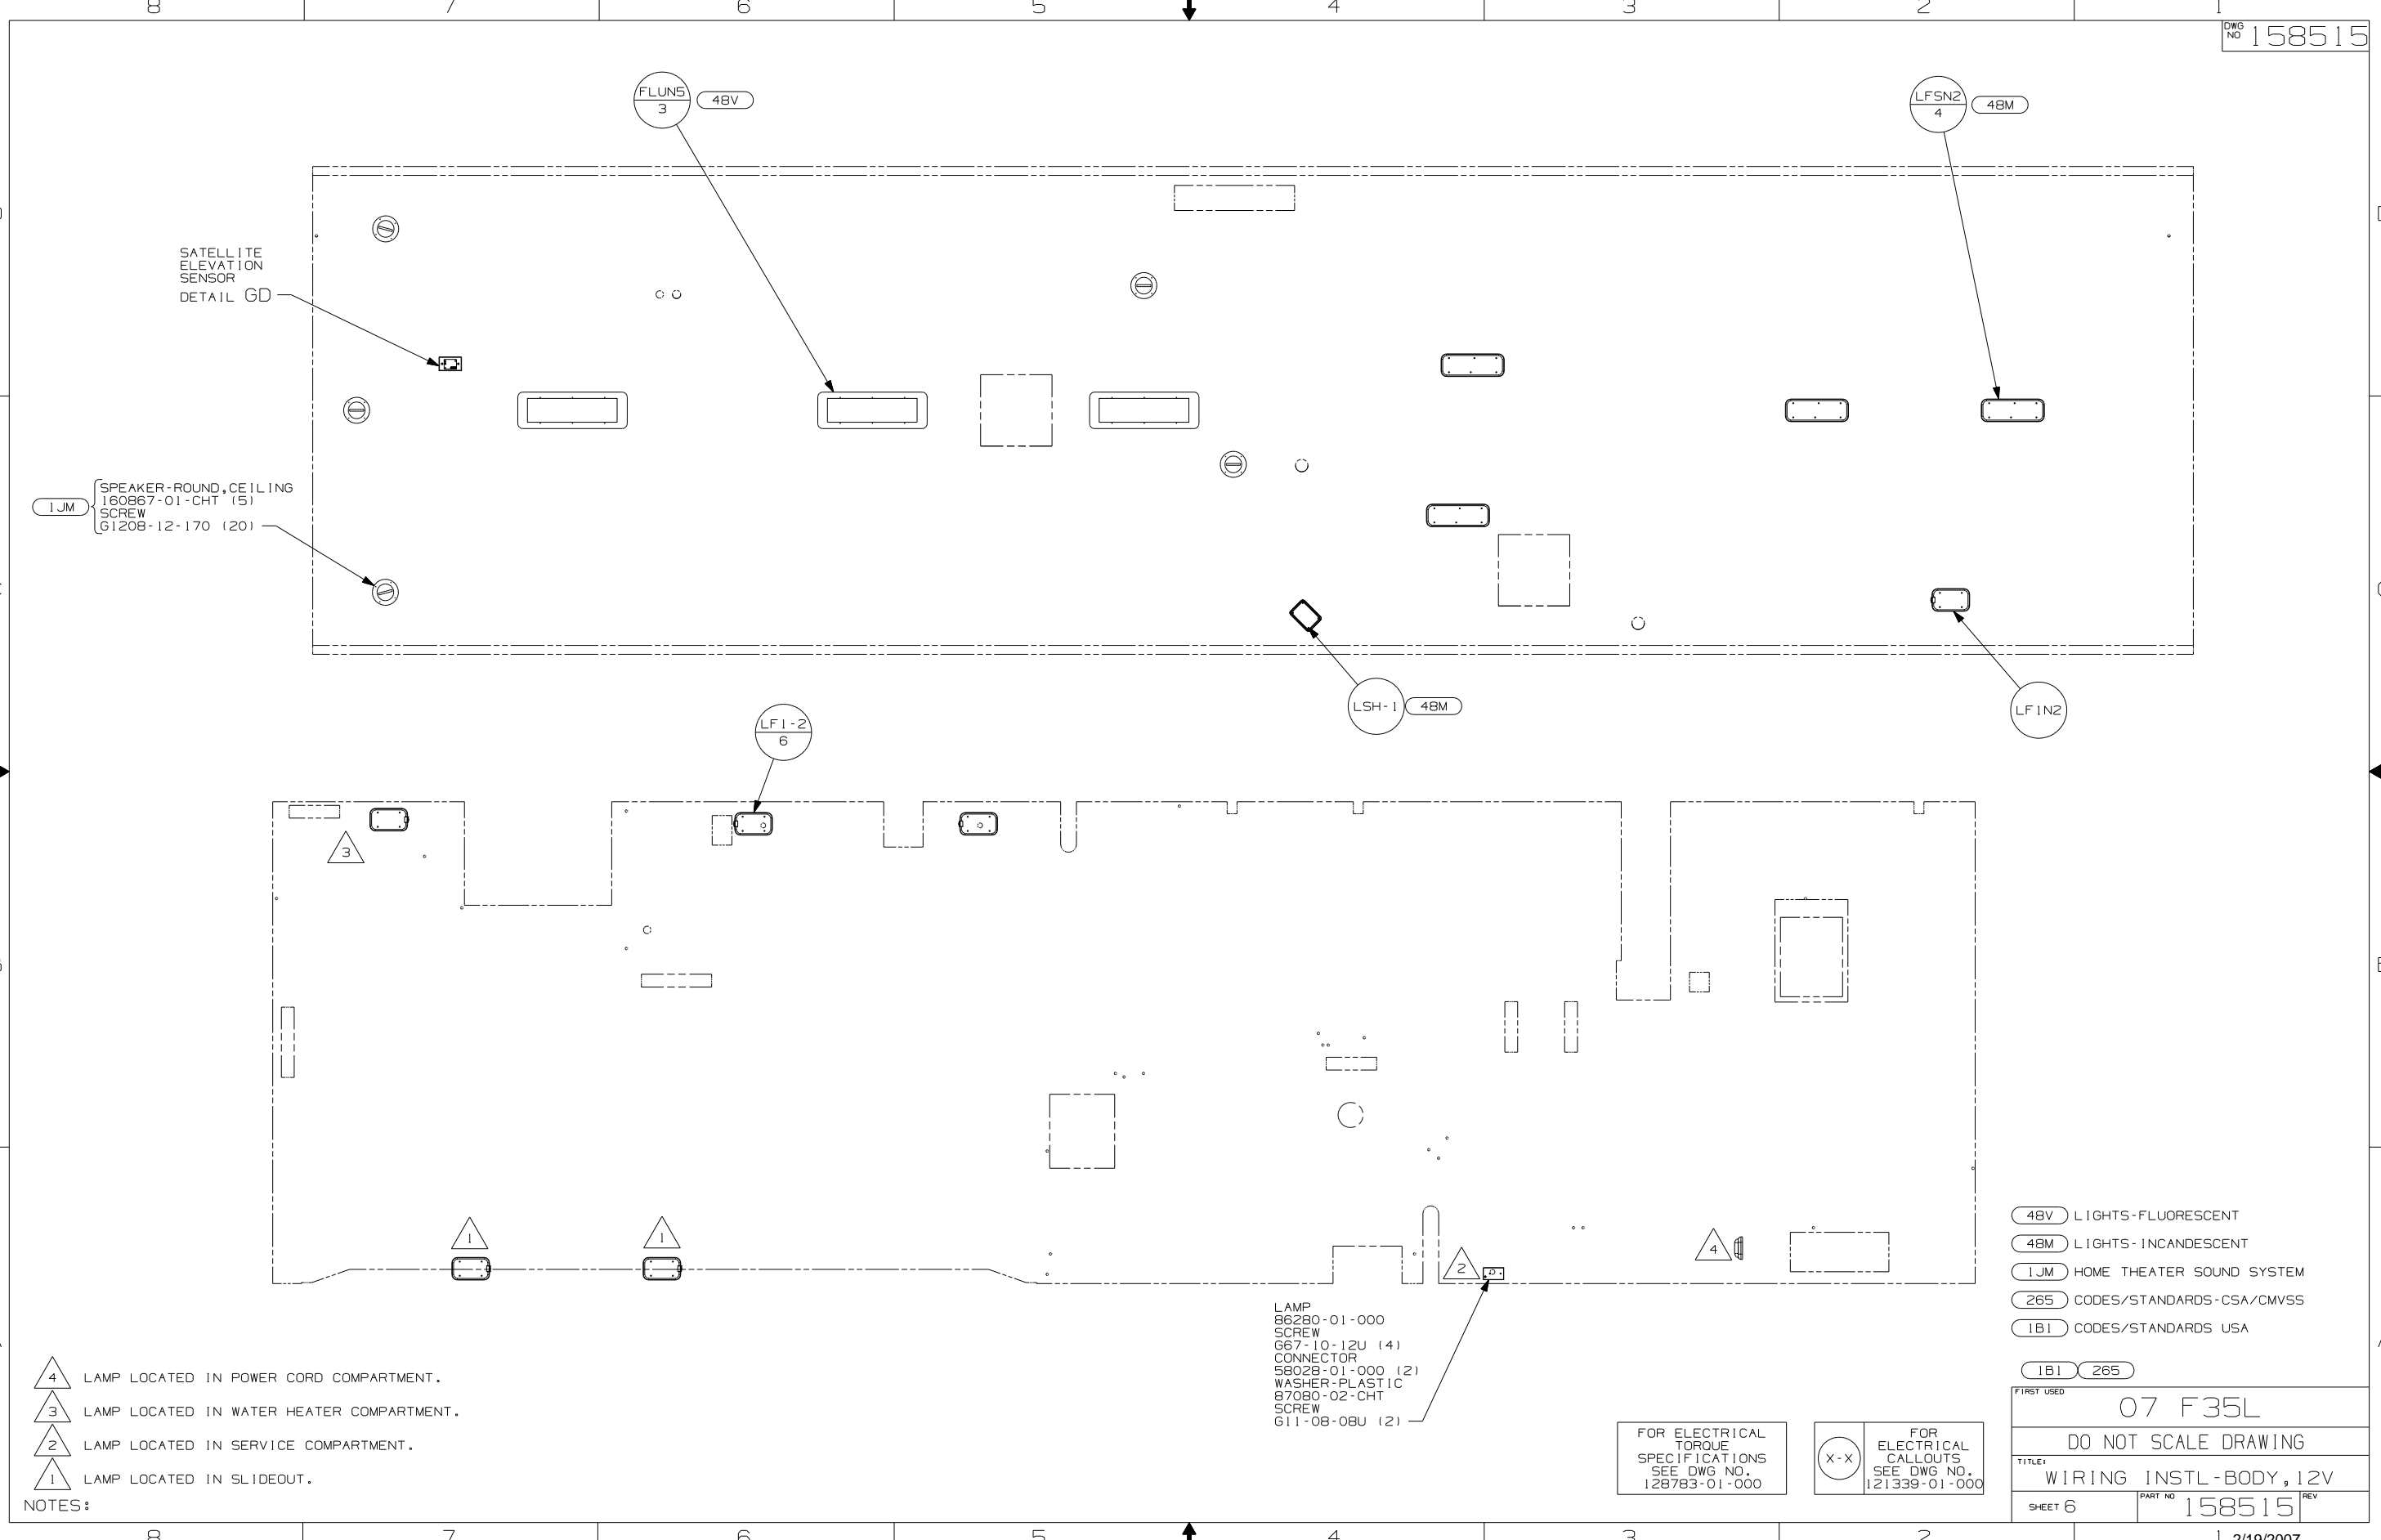 8 7 6 5 4 3 2 1
DWG NO 158515
FLUN5
3
48V
LFSN2
4
48M
D
SATELLITE
ELEVATION
SENSOR
DETAIL GD
1JM
SPEAKER-ROUND,CEILING
160867-01-CHT (5)
SCREW
G1208-12-170 (20)
LSH-1
48M
LF1N2
LF1-2
6
3
1
1
2
4
LAMP
86280-01-000
SCREW
G67-10-12U (4)
CONNECTOR
58028-01-000 (2)
WASHER-PLASTIC
87080-02-CHT
SCREW
G11-08-08U (2)
48V LIGHTS-FLUORESCENT
48M LIGHTS-INCANDESCENT
1JM HOME THEATER SOUND SYSTEM
265 CODES/STANDARDS-CSA/CMVSS
1B1 CODES/STANDARDS USA
1B1 265
4 LAMP LOCATED IN POWER CORD COMPARTMENT.
3 LAMP LOCATED IN WATER HEATER COMPARTMENT.
2 LAMP LOCATED IN SERVICE COMPARTMENT.
1 LAMP LOCATED IN SLIDEOUT.
NOTES:
FOR ELECTRICAL
TORQUE
SPECIFICATIONS
SEE DWG NO.
128783-01-000
X-X
FOR
ELECTRICAL
CALLOUTS
SEE DWG NO.
121339-01-000
FIRST USED
07 F35L
DO NOT SCALE DRAWING
TITLE:
WIRING INSTL-BODY,12V
SHEET 6
PART NO 158515
REV
8 7 6 5 4 3 2 1
2/19/2007